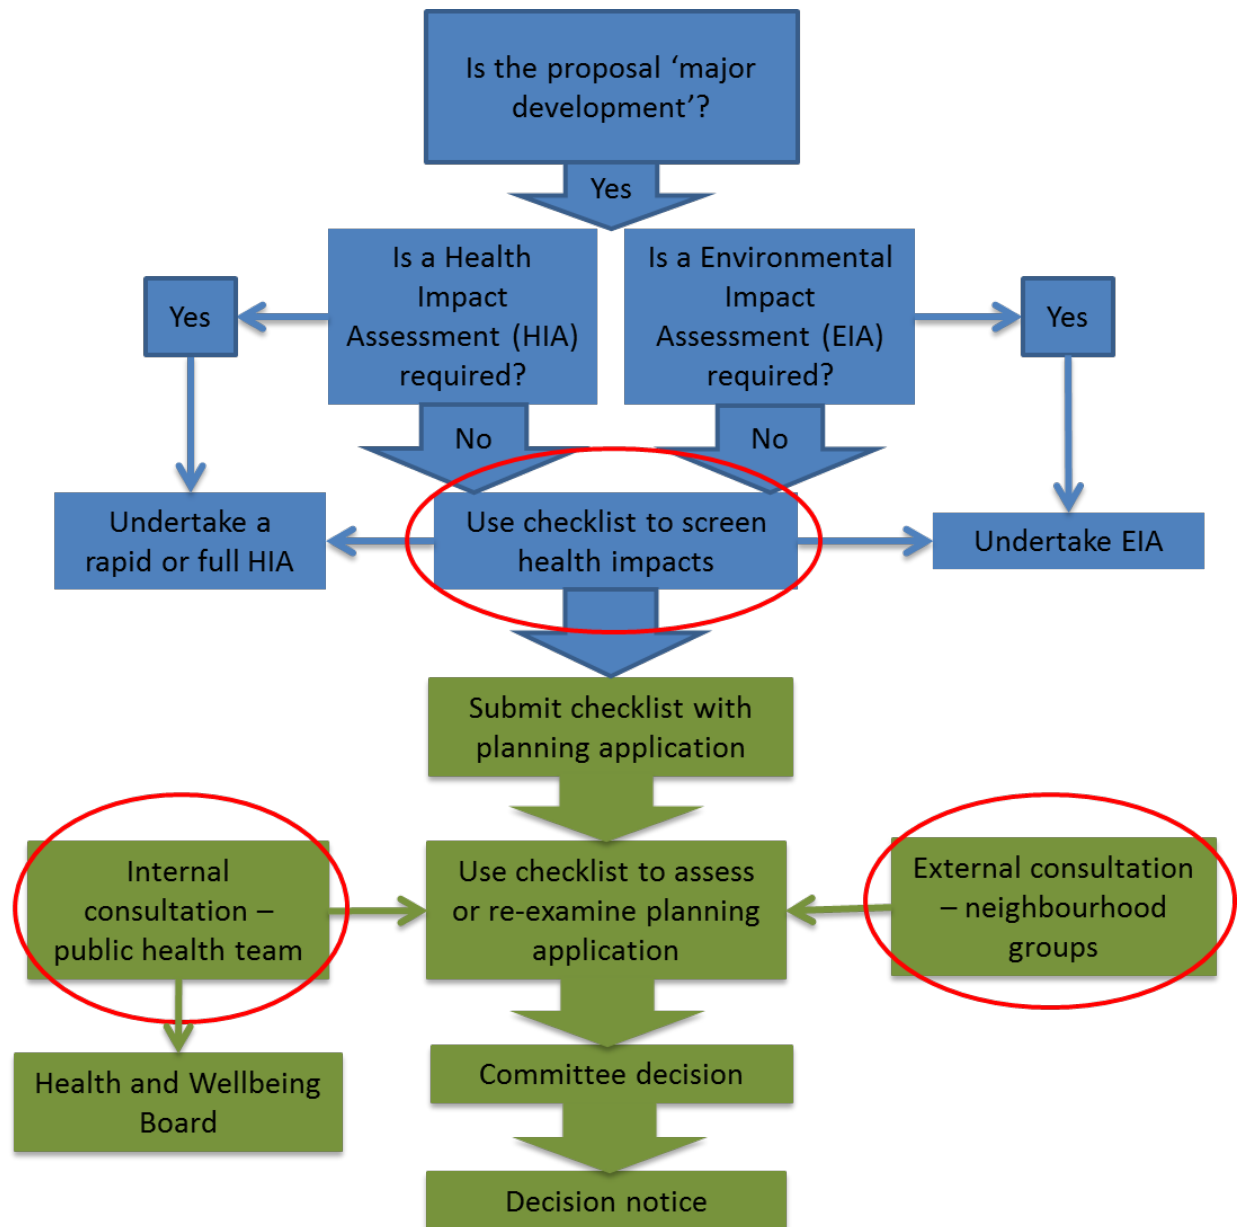 Is the proposal ‘major
development’?
Yes
Is a Health
Impact
Assessment (HIA)
required?
Is a Environmental
Impact
Assessment (EIA)
required?
Yes
Yes
No
No
Undertake a
rapid or full HIA
Use checklist to screen
health impacts
Undertake EIA
Submit checklist with
planning application
Internal
consultation –
public health team
Use checklist to assess
or re-examine planning
application
External consultation
– neighbourhood
groups
Health and Wellbeing
Board
Committee decision
Decision notice